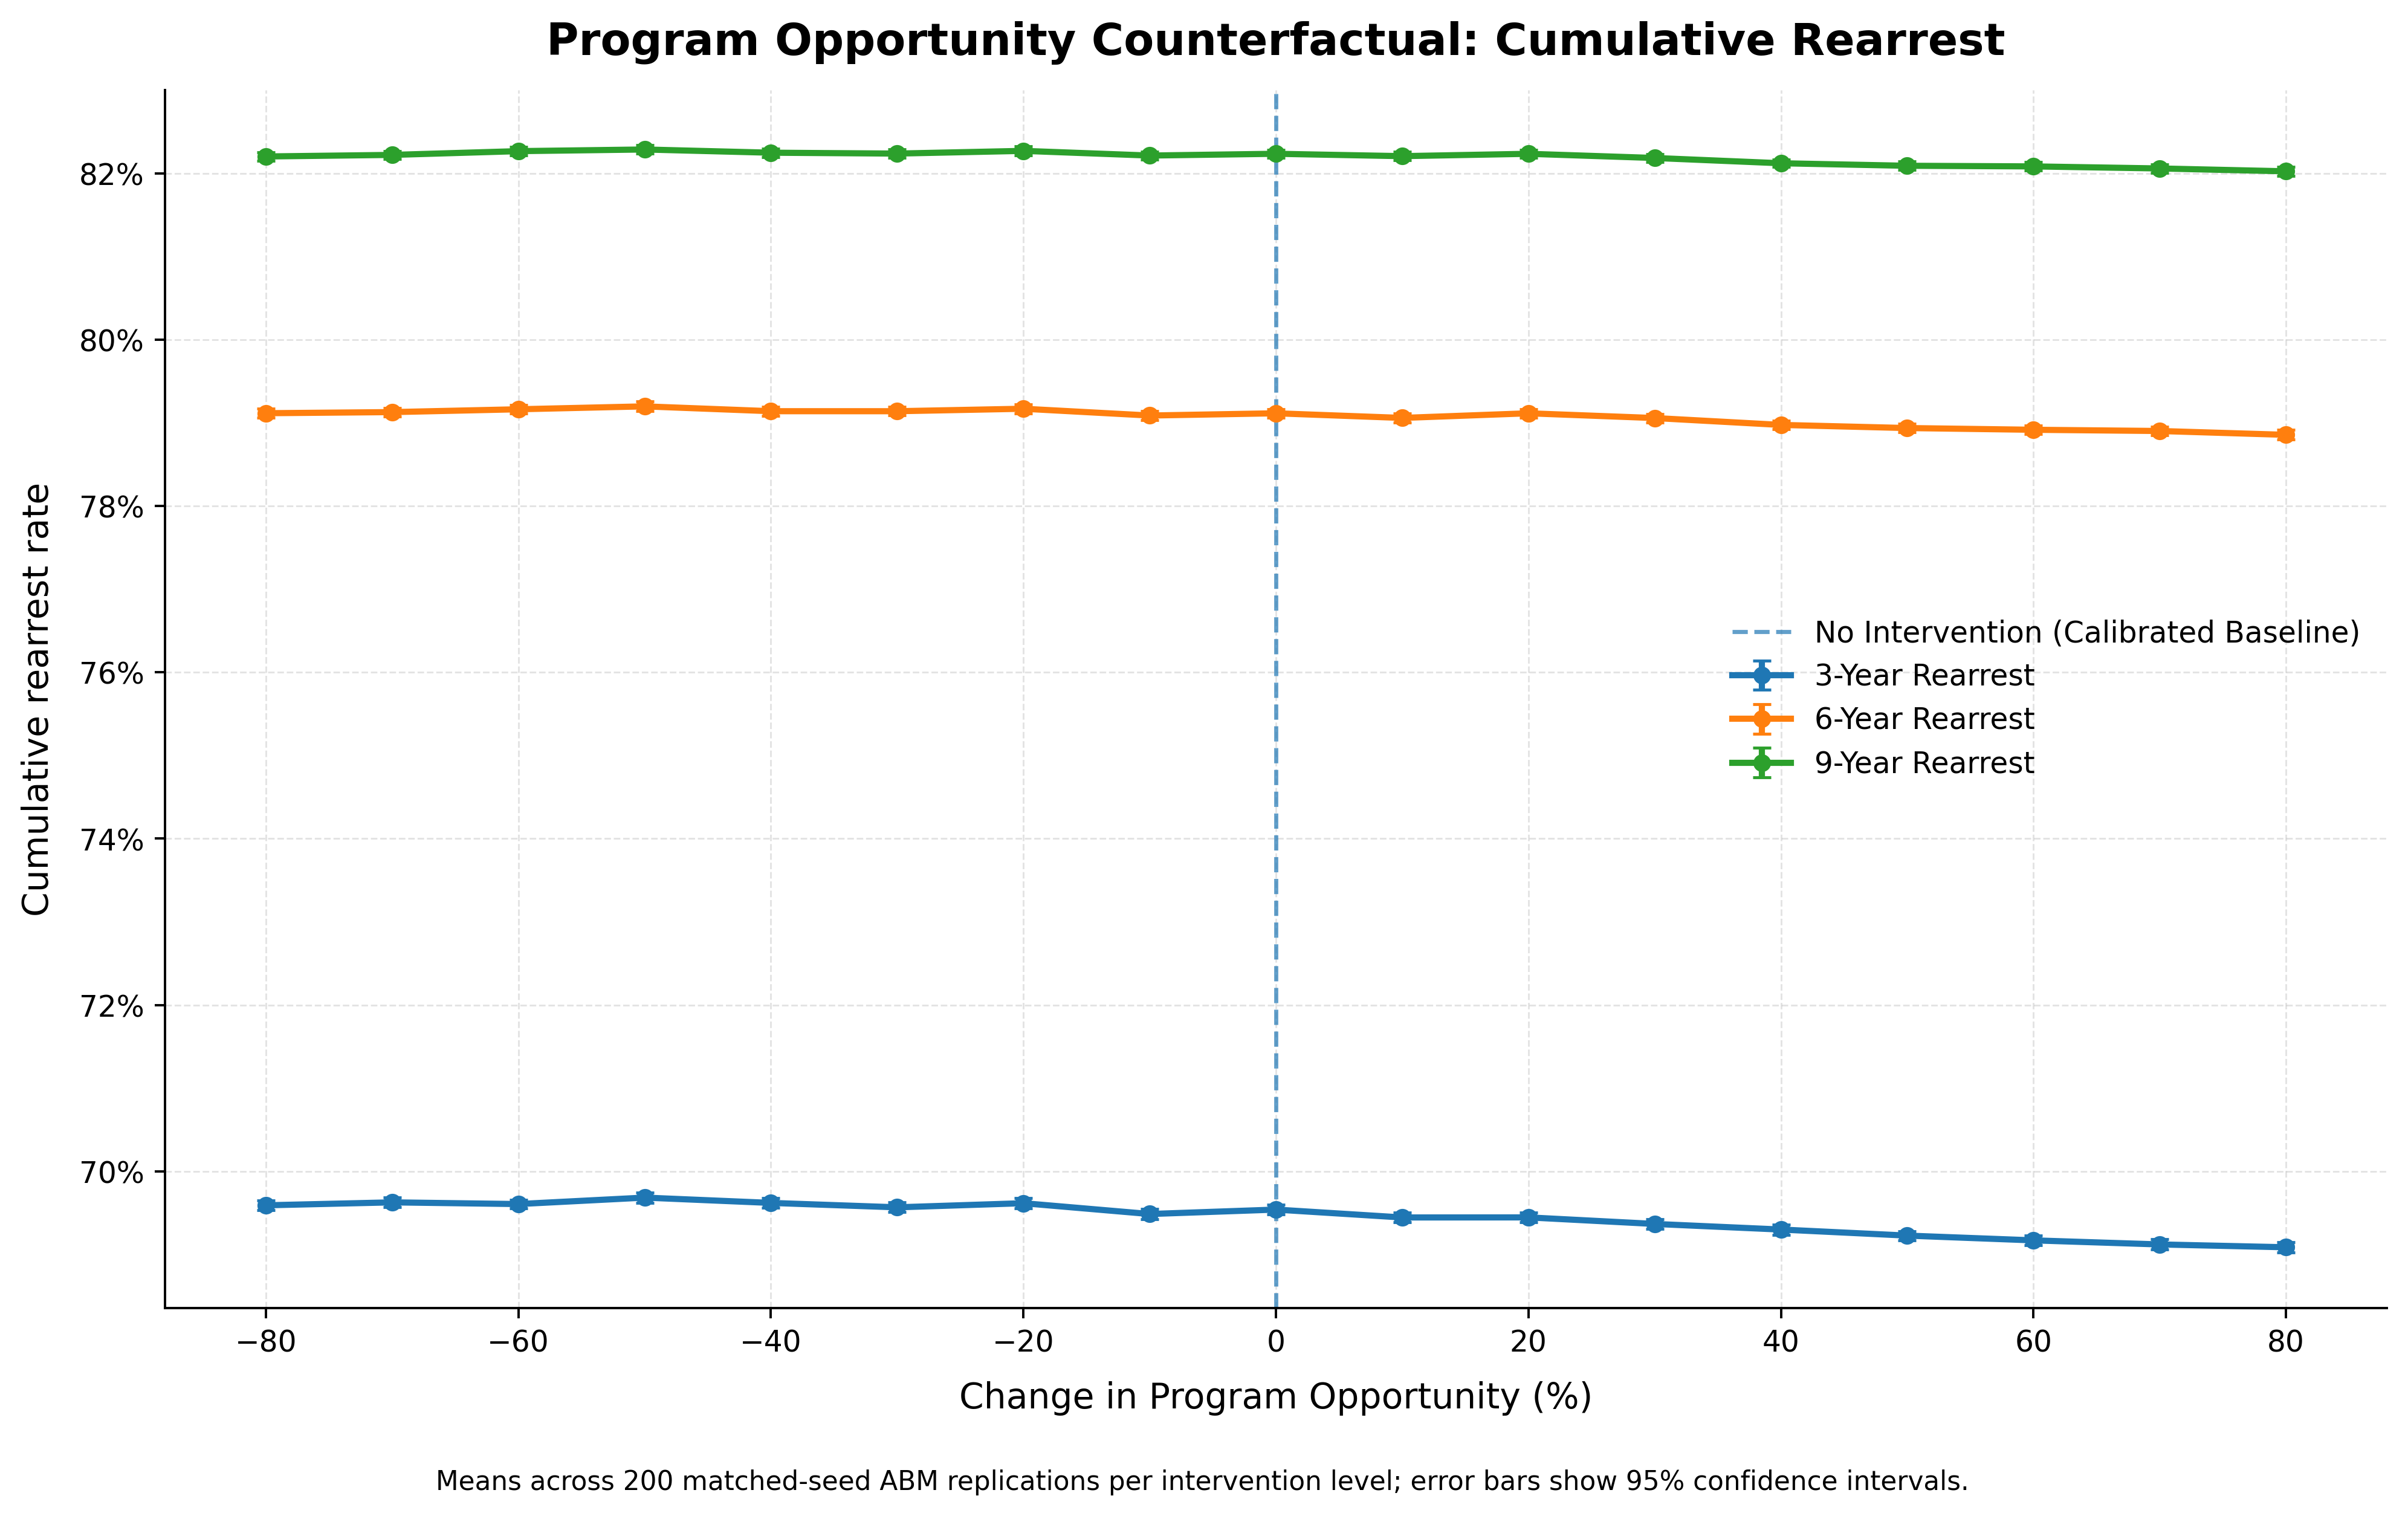 Program Opportunity Counterfactual: Cumulative Rearrest
82%
80%
78%
76%
74%
72%
70%
Cumulative rearrest rate
No Intervention (Calibrated Baseline)
3-Year Rearrest
6-Year Rearrest
9-Year Rearrest
−80 −60 −40 −20 0 20 40 60 80
Change in Program Opportunity (%)
Means across 200 matched-seed ABM replications per intervention level; error bars show 95% confidence intervals.